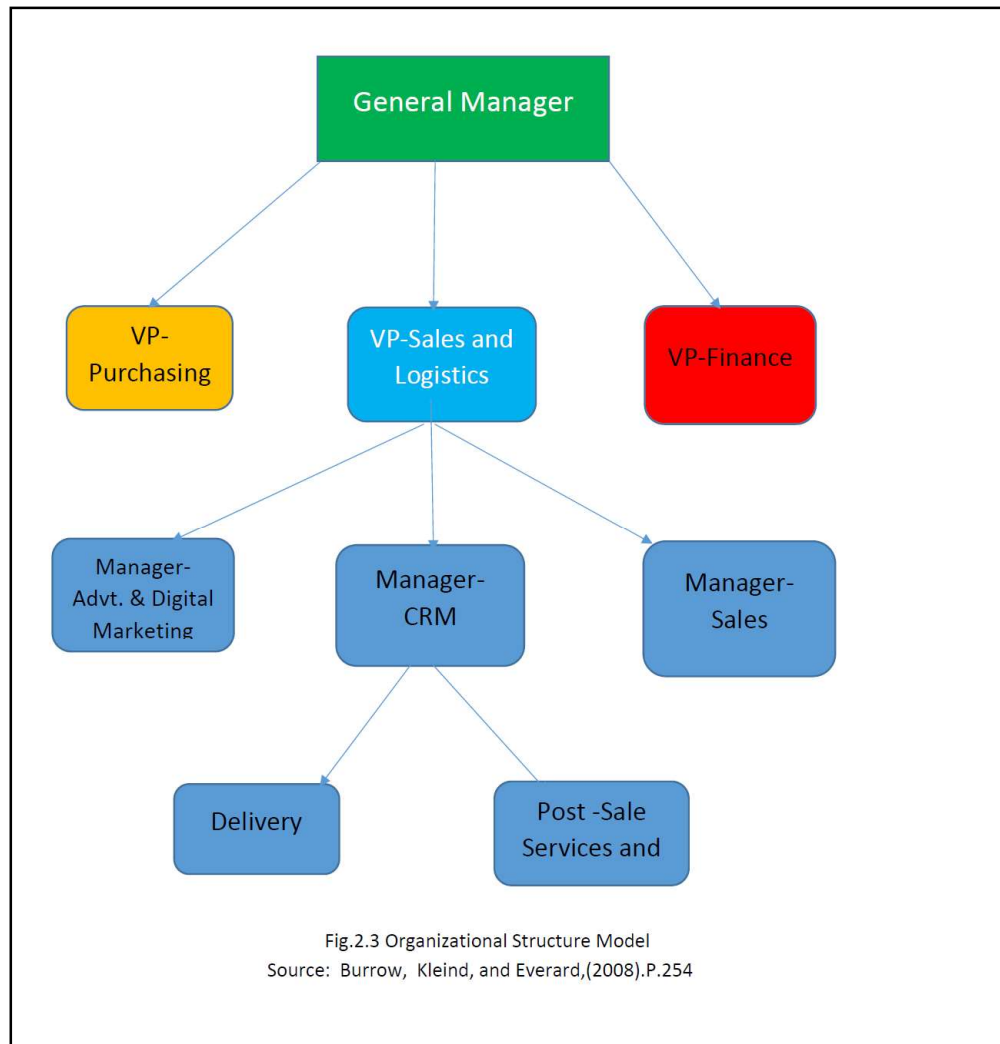 General Manager
VP-
Purchasing
VP-Sales and
Logistics
VP-Finance
Manager-
Advt. & Digital
Marketing
Manager-
CRM
Manager-
Sales
Delivery
Post -Sale
Services and
Fig.2.3 Organizational Structure Model
Source:  Burrow,  Kleind, and Everard,(2008).P.254